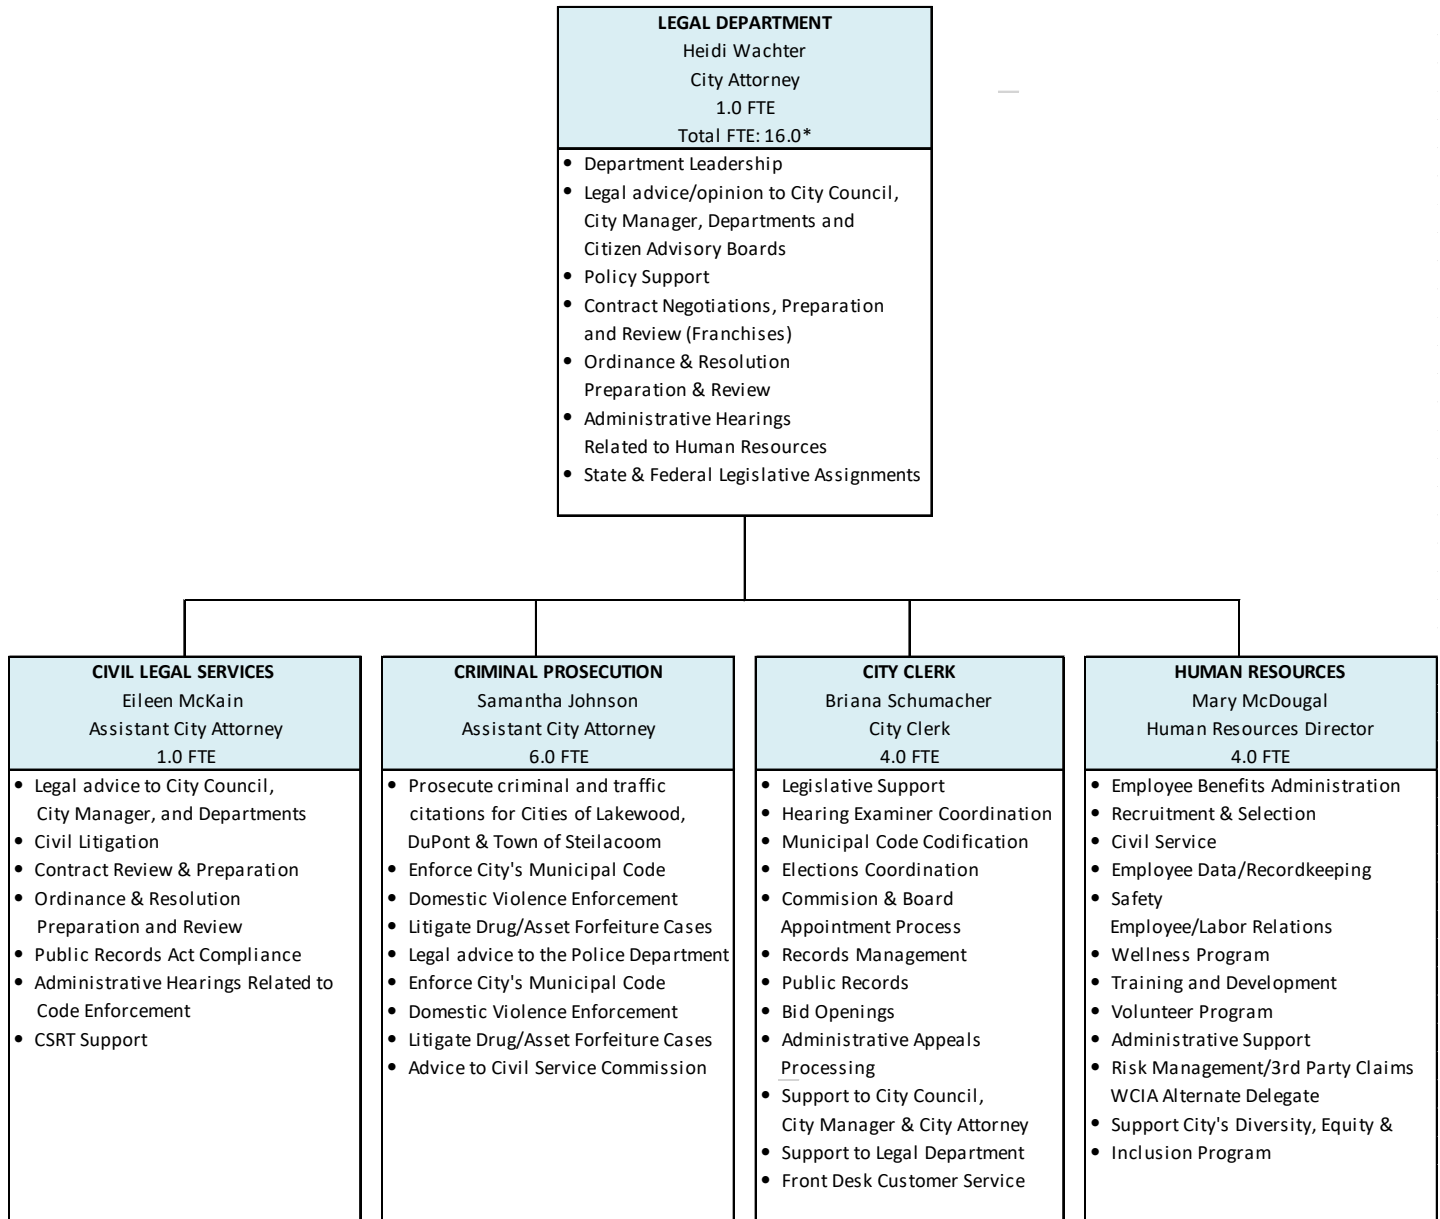 LEGAL DEPARTMENT
Heidi Wachter
City Attorney
1.0 FTE
Total FTE: 16.0*
• Department Leadership
• Legal advice/opinion to City Council,
City Manager, Departments and
Citizen Advisory Boards
• Policy Support
• Contract Negotiations, Preparation
and Review (Franchises)
• Ordinance & Resolution
Preparation & Review
• Administrative Hearings
Related to Human Resources
• State & Federal Legislative Assignments
CIVIL LEGAL SERVICES
Eileen McKain
Assistant City Attorney
1.0 FTE
• Legal advice to City Council,
City Manager, and Departments
• Civil Litigation
• Contract Review & Preparation
• Ordinance & Resolution
Preparation and Review
• Public Records Act Compliance
• Administrative Hearings Related to
Code Enforcement
• CSRT Support
CRIMINAL PROSECUTION
Samantha Johnson
Assistant City Attorney
6.0 FTE
• Prosecute criminal and traffic
citations for Cities of Lakewood,
DuPont & Town of Steilacoom
• Enforce City's Municipal Code
• Domestic Violence Enforcement
• Litigate Drug/Asset Forfeiture Cases
• Legal advice to the Police Department
• Enforce City's Municipal Code
• Domestic Violence Enforcement
• Litigate Drug/Asset Forfeiture Cases
• Advice to Civil Service Commission
CITY CLERK
Briana Schumacher
City Clerk
4.0 FTE
• Legislative Support
• Hearing Examiner Coordination
• Municipal Code Codification
• Elections Coordination
• Commision & Board
Appointment Process
• Records Management
• Public Records
• Bid Openings
• Administrative Appeals
Processing
• Support to City Council,
City Manager & City Attorney
• Support to Legal Department
• Front Desk Customer Service
HUMAN RESOURCES
Mary McDougal
Human Resources Director
4.0 FTE
• Employee Benefits Administration
• Recruitment & Selection
• Civil Service
• Employee Data/Recordkeeping
• Safety
Employee/Labor Relations
• Wellness Program
• Training and Development
• Volunteer Program
• Administrative Support
• Risk Management/3rd Party Claims
WCIA Alternate Delegate
• Support City's Diversity, Equity &
• Inclusion Program